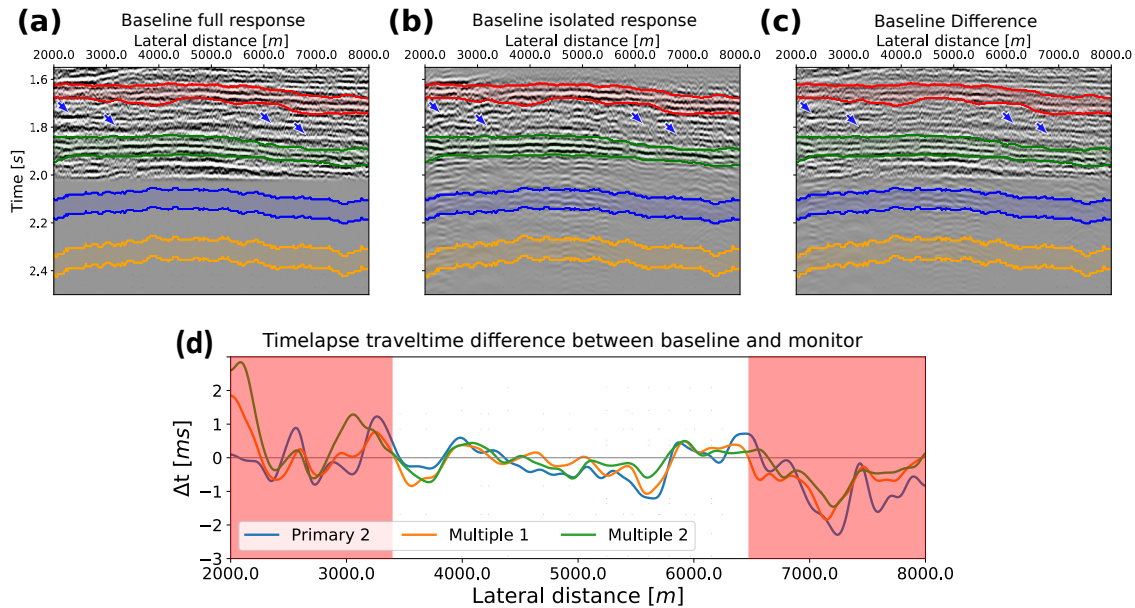 (a) Baseline full response
Lateral distance [m]
2000.0 3000.0 4000.0 5000.0 6000.0 7000.0 8000.0
Time [s]
1.6
1.8
2.0
2.2
2.4
(b) Baseline isolated response
Lateral distance [m]
2000.0 3000.0 4000.0 5000.0 6000.0 7000.0 8000.0
(c) Baseline Difference
Lateral distance [m]
2000.0 3000.0 4000.0 5000.0 6000.0 7000.0 8000.0
(d) Timelapse traveltime difference between baseline and monitor
Δt [ms]
2
1
0
−1
−2
−3
Primary 2 Multiple 1 Multiple 2
2000.0 3000.0 4000.0 5000.0 6000.0 7000.0 8000.0
Lateral distance [m]